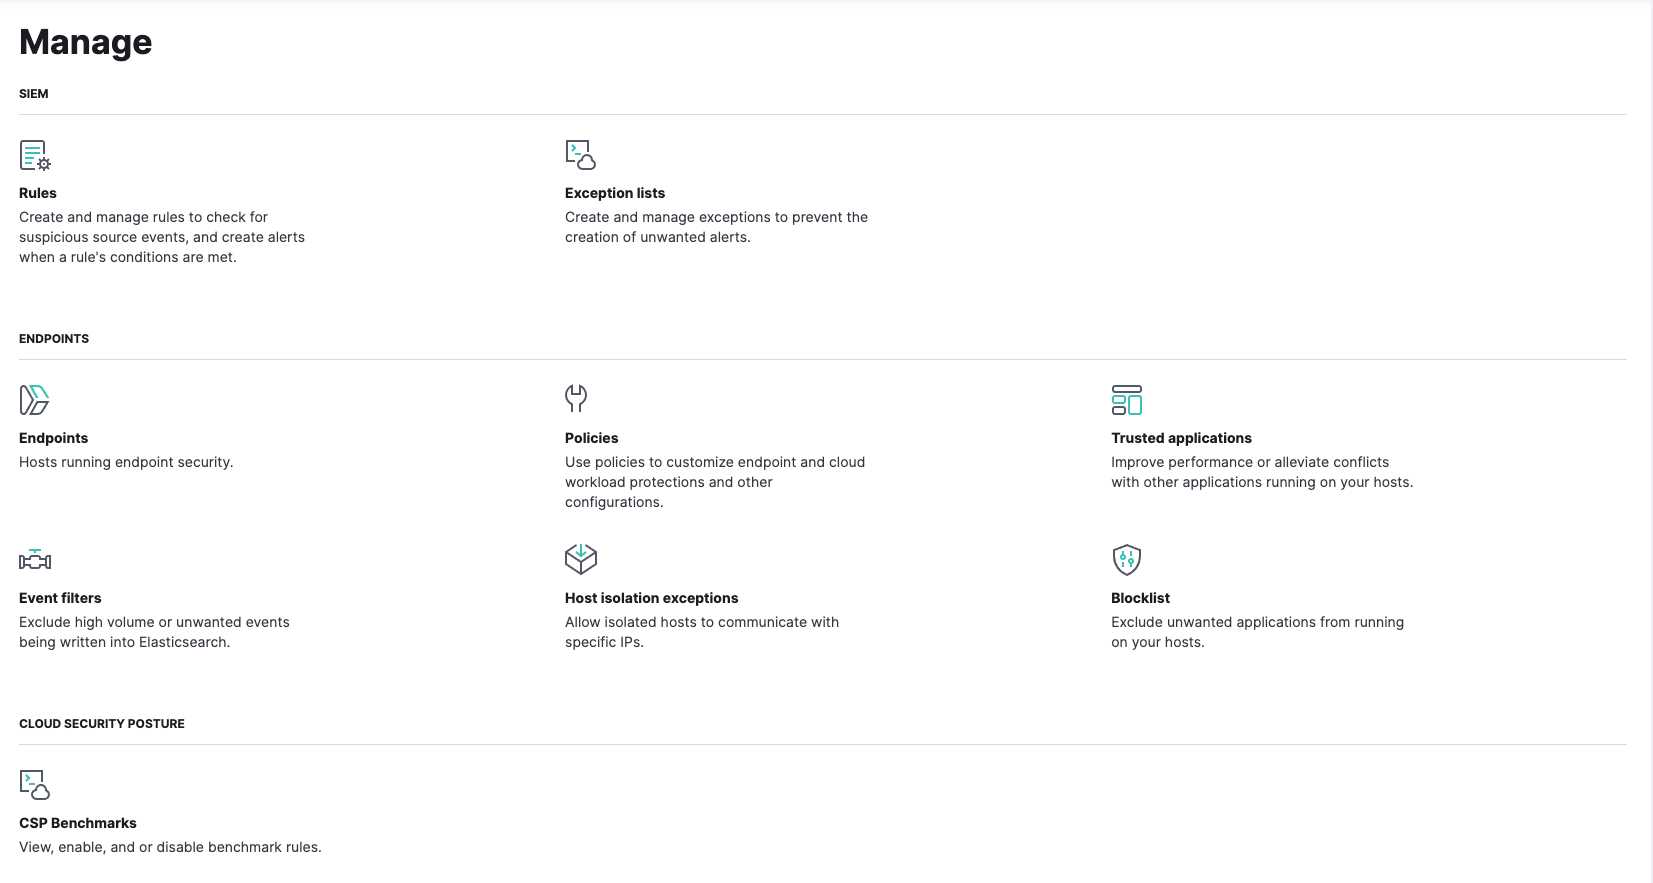 Manage
SIEM
Rules
Create and manage rules to check for
suspicious source events, and create alerts
when a rule's conditions are met.
Exception lists
Create and manage exceptions to prevent the
creation of unwanted alerts.
ENDPOINTS
Endpoints
Hosts running endpoint security.
Policies
Use policies to customize endpoint and cloud
workload protections and other
configurations.
Trusted applications
Improve performance or alleviate conflicts
with other applications running on your hosts.
Event filters
Exclude high volume or unwanted events
being written into Elasticsearch.
Host isolation exceptions
Allow isolated hosts to communicate with
specific IPs.
Blocklist
Exclude unwanted applications from running
on your hosts.
CLOUD SECURITY POSTURE
CSP Benchmarks
View, enable, and or disable benchmark rules.